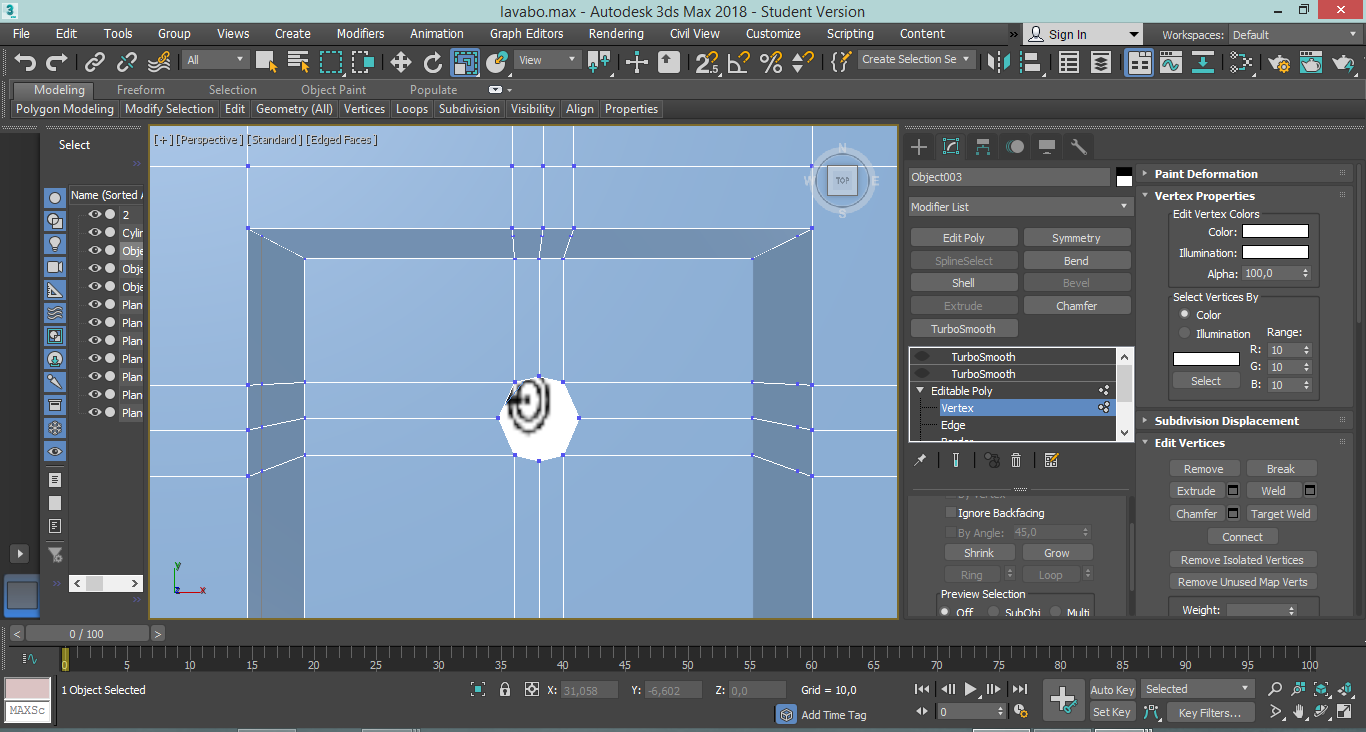 lavabo.max - Autodesk 3ds Max 2018 - Student Version
File Edit Tools Group Views Create Modifiers Animation Graph Editors Rendering Civil View Customize Scripting Content » Sign In Workspaces: Default
All View Create Selection Se
Modeling Freeform Selection Object Paint Populate
Polygon Modeling Modify Selection Edit Geometry (All) Vertices Loops Subdivision Visibility Align Properties
Select
Name (Sorted A
2
Cylin
Obje
Obje
Obje
Plan
Plan
Plan
Plan
Plan
Plan
Plan
[+] [Perspective] [Standard] [Edged Faces]
N
W TOP E
S
y
z x
Object003
Modifier List
Edit Poly Symmetry
SplineSelect Bend
Shell Bevel
Extrude Chamfer
TurboSmooth
TurboSmooth
TurboSmooth
Editable Poly
Vertex
Edge
Border
By Vertex
Ignore Backfacing
By Angle: 45,0
Shrink Grow
Ring Loop
Preview Selection
Off SubObj Multi
Paint Deformation
Vertex Properties
Edit Vertex Colors
Color:
Illumination:
Alpha: 100,0
Select Vertices By
Color
Illumination Range:
R: 10
G: 10
Select
B: 10
Subdivision Displacement
Edit Vertices
Remove Break
Extrude Weld
Chamfer Target Weld
Connect
Remove Isolated Vertices
Remove Unused Map Verts
Weight:
< 0 / 100 >
0 5 10 15 20 25 30 35 40 45 50 55 60 65 70 75 80 85 90 95 100
1 Object Selected X: 31,058 Y: -6,602 Z: 0,0 Grid = 10,0 Auto Key Selected
MAXSc Add Time Tag 0 Set Key Key Filters...